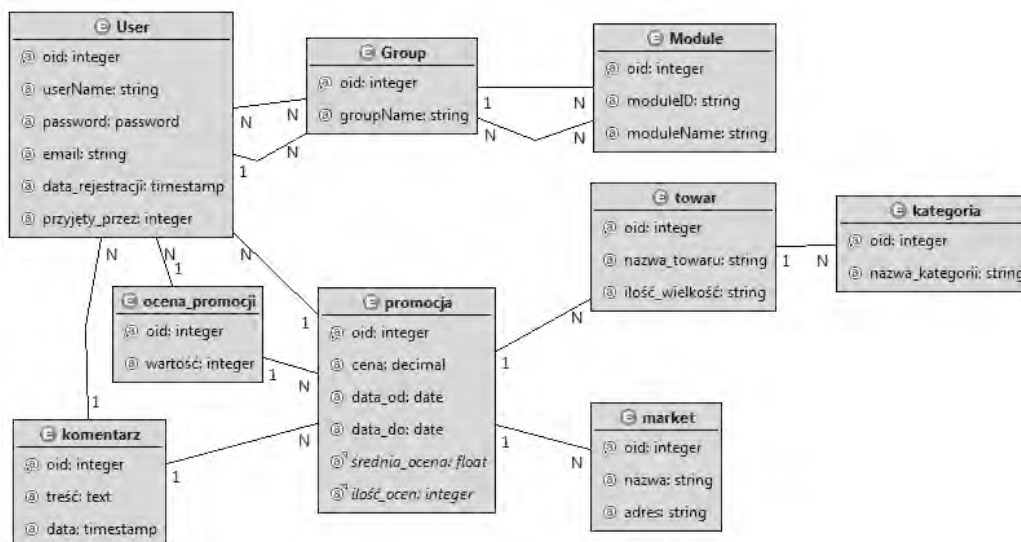 User
oid: integer
userName: string
password: password
email: string
data_rejestracji: timestamp
przyjęty_przez: integer
Group
oid: integer
groupName: string
Module
oid: integer
moduleID: string
moduleName: string
N
N
1
N
1
N
N
N
towar
oid: integer
nazwa_towaru: string
ilość_wielkość: string
kategoria
oid: integer
nazwa_kategorii: string
1
N
N
N
1
N
1
ocena_promocji
oid: integer
wartość: integer
1
N
promocja
oid: integer
cena: decimal
data_od: date
data_do: date
średnia_ocena: float
ilość_ocen: integer
1
N
1
N
market
oid: integer
nazwa: string
adres: string
1
komentarz
oid: integer
treść: text
data: timestamp
1
N